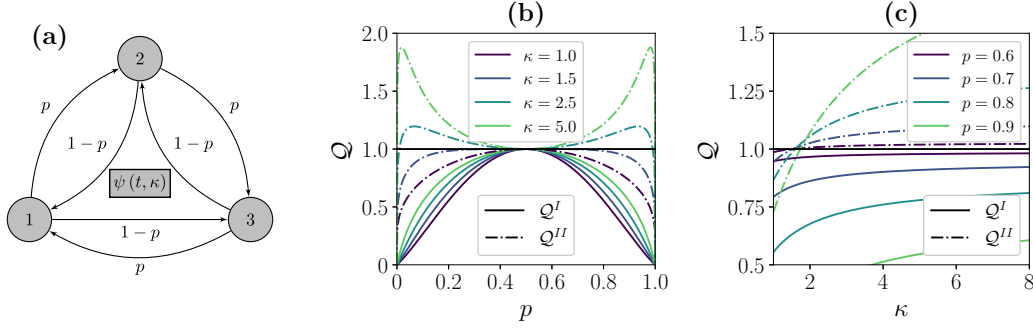 (a)
2
p
p
1 − p
1 − p
ψ (t, κ)
1
3
1 − p
p
(b)
2.0
1.5
1.0
0.5
0
𝒬
κ = 1.0
κ = 1.5
κ = 2.5
κ = 5.0
𝒬^I
𝒬^II
0
0.2
0.4
0.6
0.8
1.0
p
(c)
1.5
1.25
1.0
0.75
0.5
𝒬
p = 0.6
p = 0.7
p = 0.8
p = 0.9
𝒬^I
𝒬^II
2
4
6
8
κ